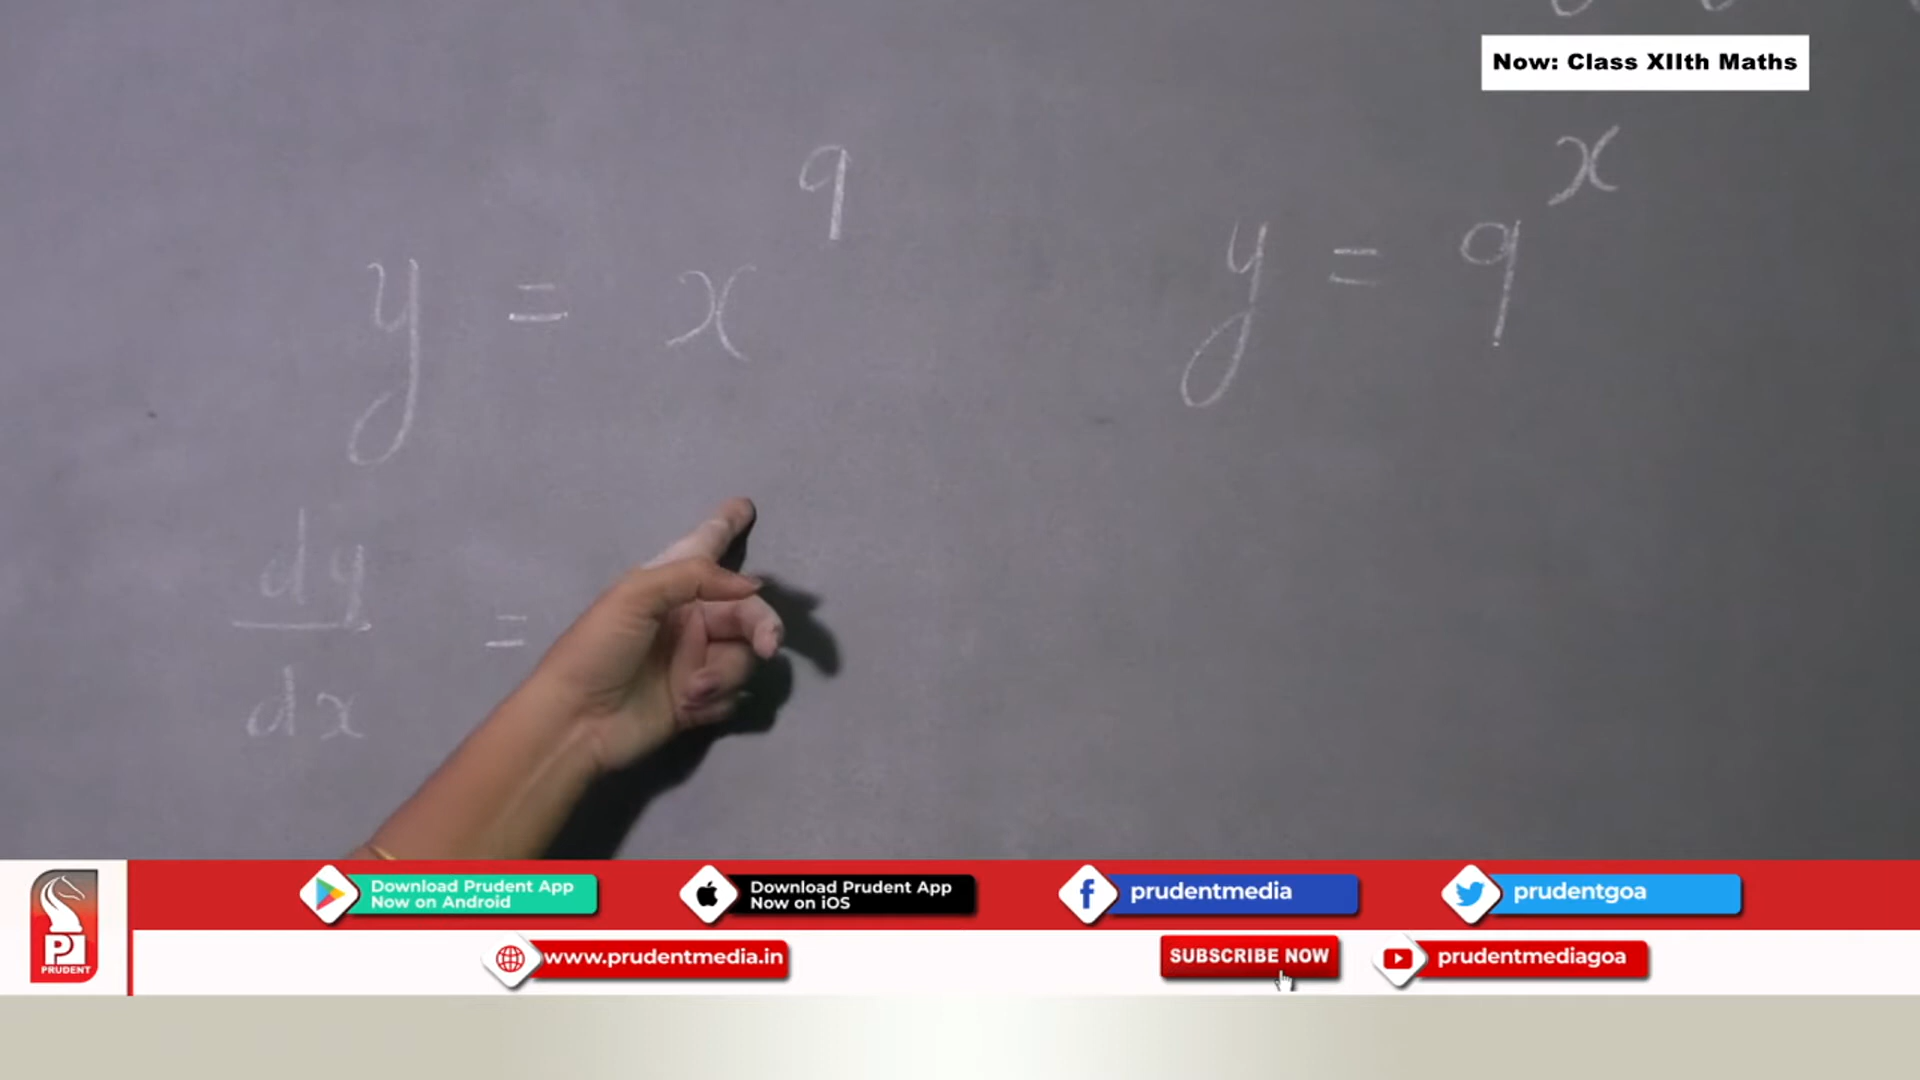 Now: Class XIIth Maths
y = x^9
y = 9^x
dy
dx
=
PRUDENT
Download Prudent App
Now on Android
Download Prudent App
Now on iOS
prudentmedia
prudentgoa
www.prudentmedia.in
SUBSCRIBE NOW
prudentmediagoa